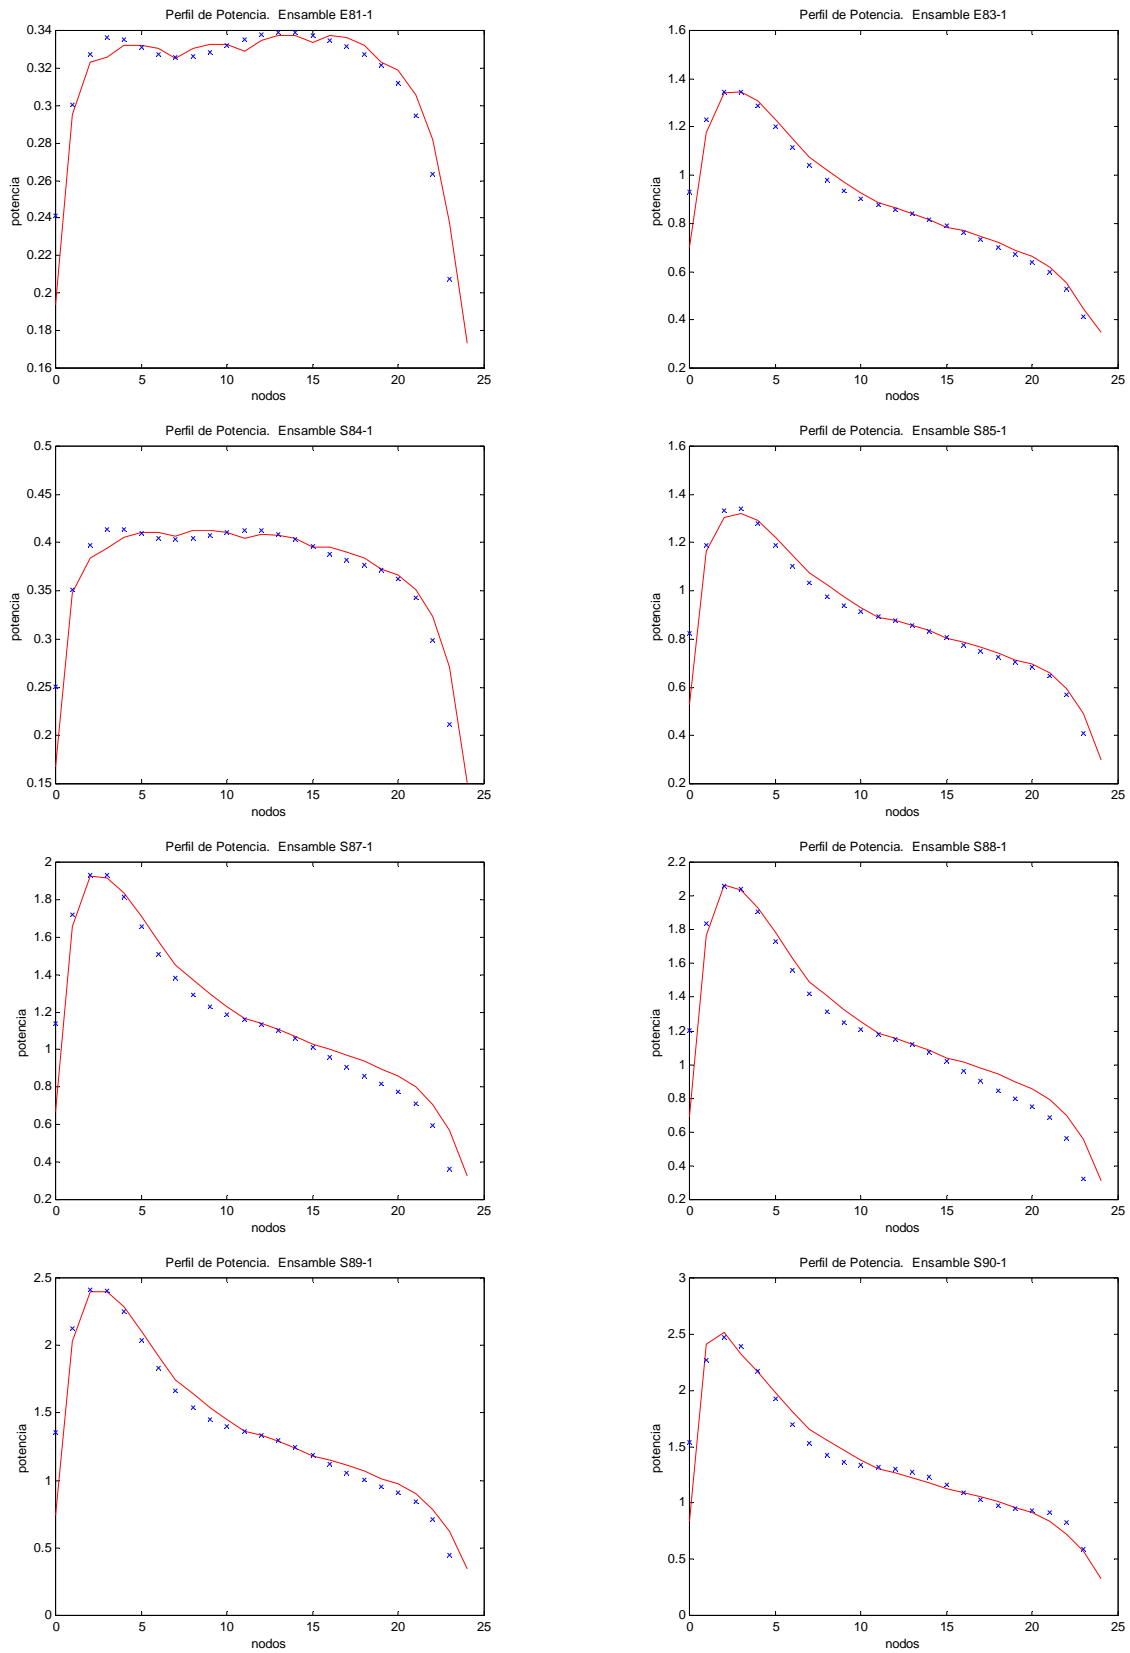 Perfil de Potencia.  Ensamble E81-1
0.34
0.32
0.3
0.28
0.26
0.24
0.22
0.2
0.18
0.16
potencia
0 5 10 15 20 25
nodos
Perfil de Potencia.  Ensamble E83-1
1.6
1.4
1.2
1
0.8
0.6
0.4
0.2
potencia
0 5 10 15 20 25
nodos
Perfil de Potencia.  Ensamble S84-1
0.5
0.45
0.4
0.35
0.3
0.25
0.2
0.15
potencia
0 5 10 15 20 25
nodos
Perfil de Potencia.  Ensamble S85-1
1.6
1.4
1.2
1
0.8
0.6
0.4
0.2
potencia
0 5 10 15 20 25
nodos
Perfil de Potencia.  Ensamble S87-1
2
1.8
1.6
1.4
1.2
1
0.8
0.6
0.4
0.2
potencia
0 5 10 15 20 25
nodos
Perfil de Potencia.  Ensamble S88-1
2.2
2
1.8
1.6
1.4
1.2
1
0.8
0.6
0.4
0.2
potencia
0 5 10 15 20 25
nodos
Perfil de Potencia.  Ensamble S89-1
2.5
2
1.5
1
0.5
0
potencia
0 5 10 15 20 25
nodos
Perfil de Potencia.  Ensamble S90-1
3
2.5
2
1.5
1
0.5
0
potencia
0 5 10 15 20 25
nodos